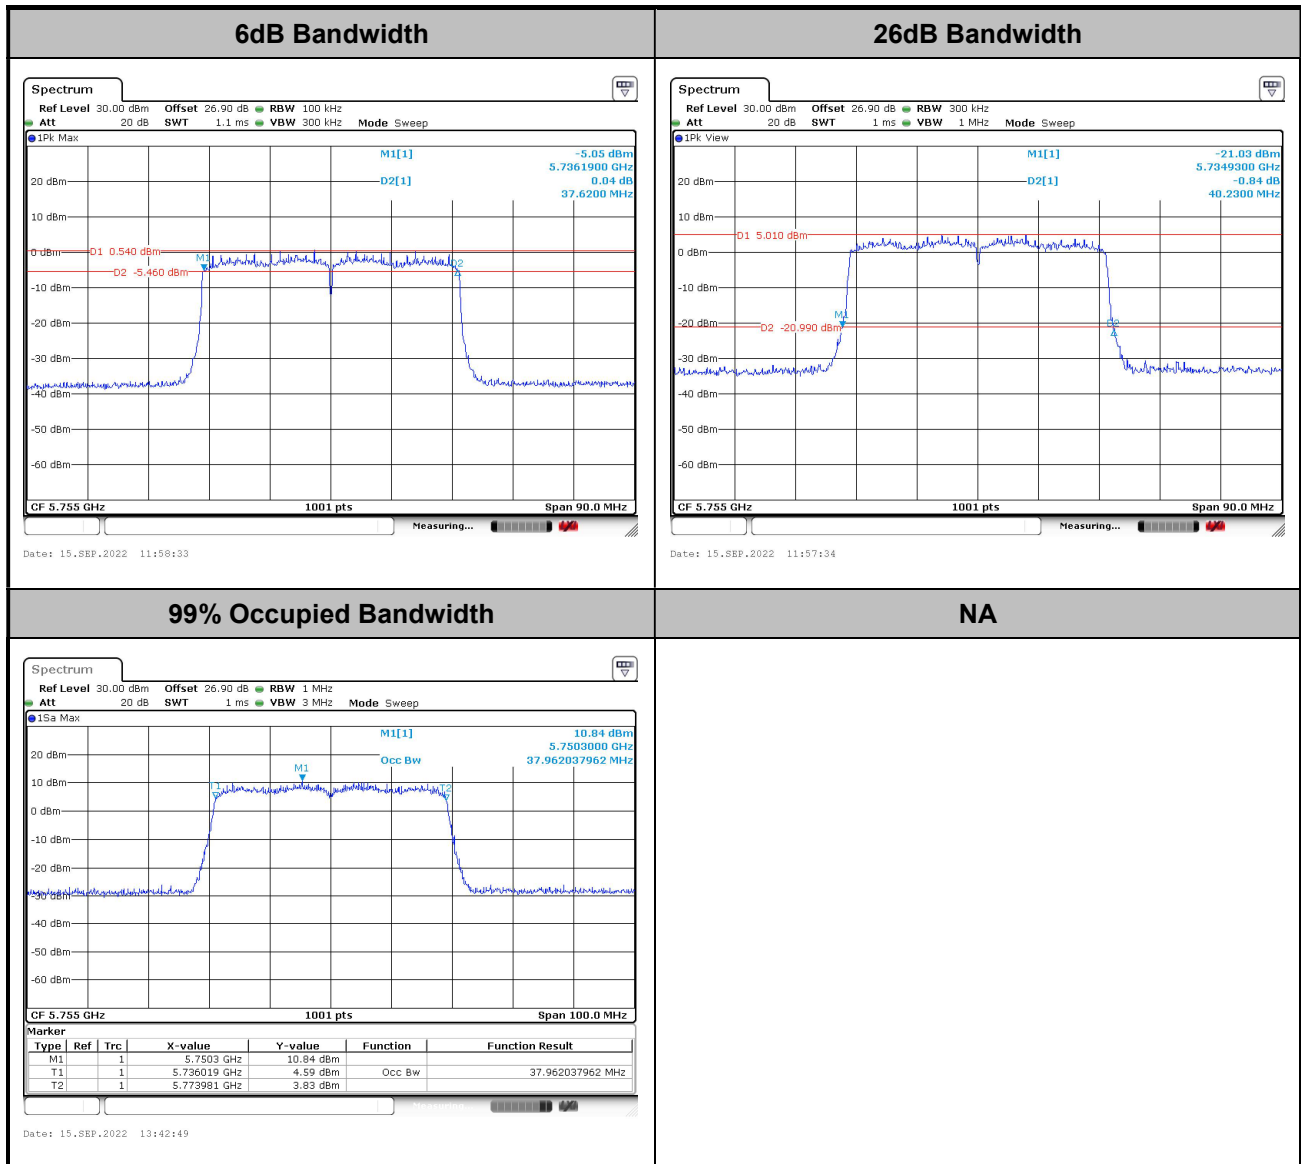 6dB Bandwidth
26dB Bandwidth
Spectrum
Ref Level 30.00 dBm Offset 26.90 dB RBW 100 kHz
Att 20 dB SWT 1.1 ms VBW 300 kHz Mode Sweep
1Pk Max
M1[1] -5.05 dBm
5.7361900 GHz
D2[1] 0.04 dB
37.6200 MHz
20 dBm
10 dBm
0 dBm
D1 0.540 dBm
M1
D2
D2 -5.460 dBm
-10 dBm
-20 dBm
-30 dBm
-40 dBm
-50 dBm
-60 dBm
CF 5.755 GHz 1001 pts Span 90.0 MHz
Measuring...
Date: 15.SEP.2022 11:58:33
Spectrum
Ref Level 30.00 dBm Offset 26.90 dB RBW 300 kHz
Att 20 dB SWT 1 ms VBW 1 MHz Mode Sweep
1Pk View
M1[1] -21.03 dBm
5.7349300 GHz
D2[1] -0.84 dB
40.2300 MHz
20 dBm
10 dBm
D1 5.010 dBm
0 dBm
-10 dBm
M1
-20 dBm
D2 -20.990 dBm
D2
-30 dBm
-40 dBm
-50 dBm
-60 dBm
CF 5.755 GHz 1001 pts Span 90.0 MHz
Measuring...
Date: 15.SEP.2022 11:57:34
99% Occupied Bandwidth
NA
Spectrum
Ref Level 30.00 dBm Offset 26.90 dB RBW 1 MHz
Att 20 dB SWT 1 ms VBW 3 MHz Mode Sweep
1Sa Max
M1[1] 10.84 dBm
5.7503000 GHz
Occ Bw 37.962037962 MHz
20 dBm
M1
10 dBm
T1
T2
0 dBm
-10 dBm
-20 dBm
-30 dBm
-40 dBm
-50 dBm
-60 dBm
CF 5.755 GHz 1001 pts Span 100.0 MHz
Marker
Type Ref Trc X-value Y-value Function Function Result
M1 1 5.7503 GHz 10.84 dBm
T1 1 5.736019 GHz 4.59 dBm Occ Bw 37.962037962 MHz
T2 1 5.773981 GHz 3.83 dBm
Measuring...
Date: 15.SEP.2022 13:42:49